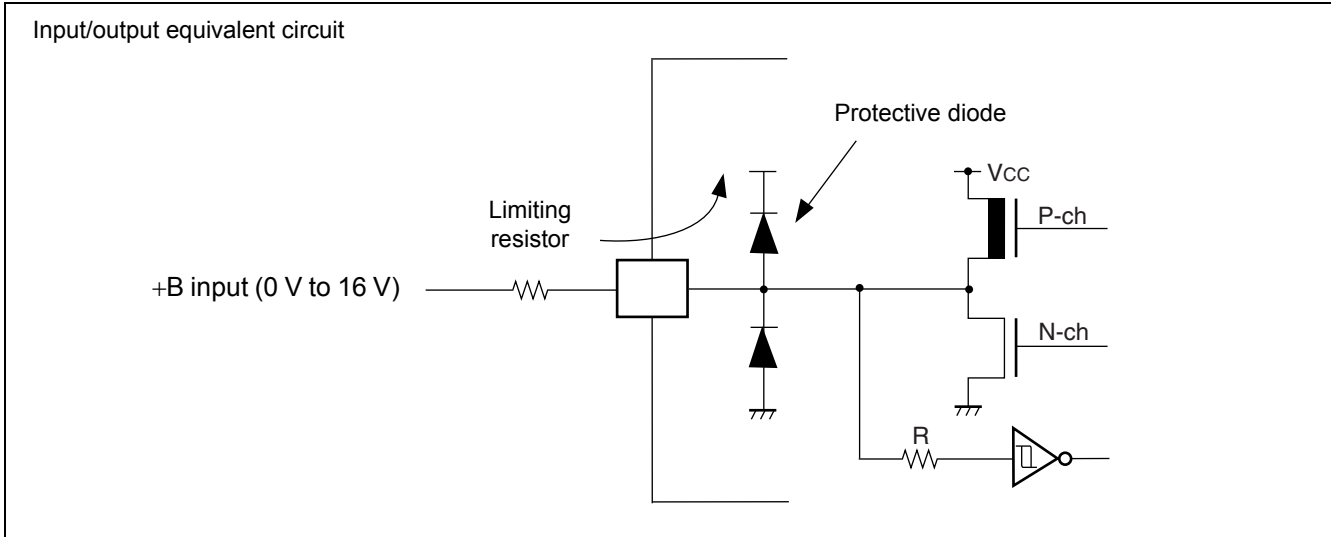 Input/output equivalent circuit
Protective diode
VCC
Limiting
resistor
P-ch
+B input (0 V to 16 V)
N-ch
R